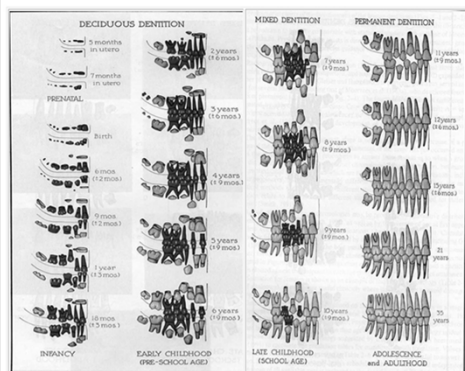 DECIDUOUS DENTITION
5 months
in utero
7 months
in utero
PRENATAL
Birth
6 mos
(±2 mos.)
9 mos
(±2 mos.)
1 year
(±3 mos.)
18 mos
(±3 mos.)
INFANCY
2 years
(±6 mos.)
3 years
(±6 mos.)
4 years
(±9 mos.)
5 years
(±9 mos.)
6 years
(±9 mos.)
EARLY CHILDHOOD
(PRE-SCHOOL AGE)
MIXED DENTITION
7 years
(±9 mos.)
8 years
(±9 mos.)
9 years
(±9 mos.)
10 years
(±9 mos.)
LATE CHILDHOOD
(SCHOOL AGE)
PERMANENT DENTITION
11 years
(±9 mos.)
12 years
(±6 mos.)
15 years
(±6 mos.)
21
years
35
years
ADOLESCENCE
and ADULTHOOD